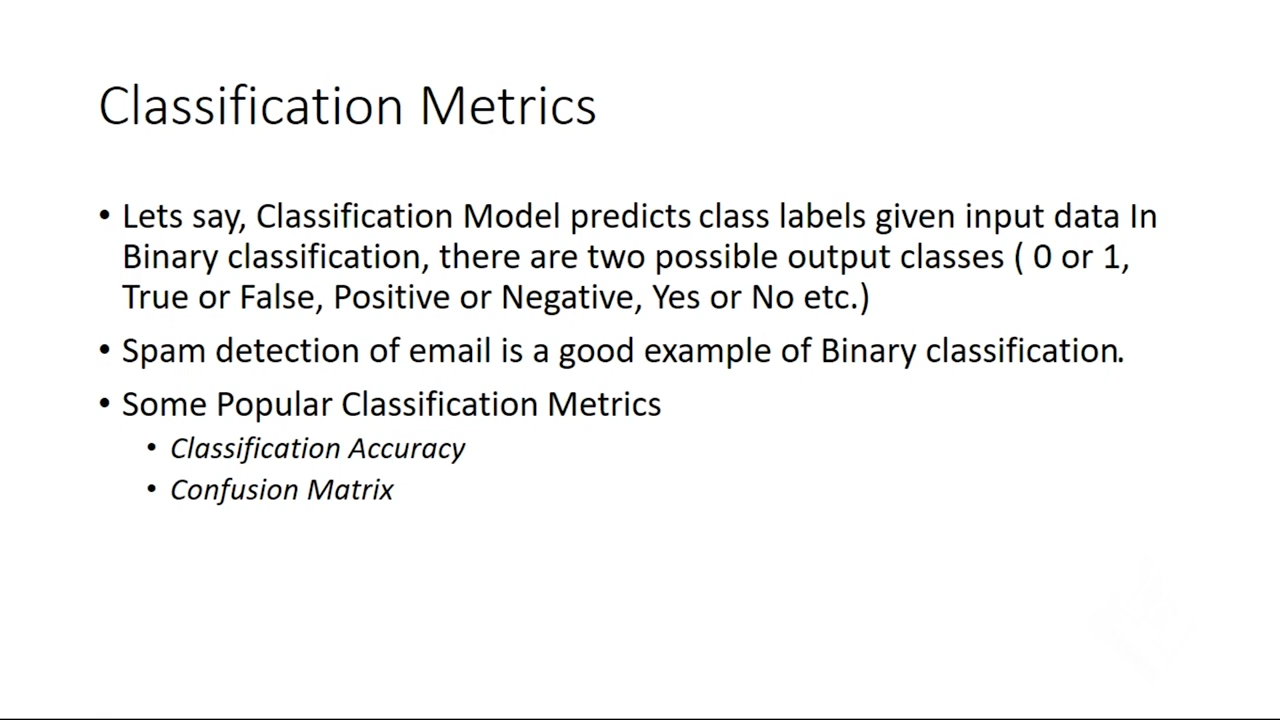 Classification Metrics
• Lets say, Classification Model predicts class labels given input data In
Binary classification, there are two possible output classes ( 0 or 1,
True or False, Positive or Negative, Yes or No etc.)
• Spam detection of email is a good example of Binary classification.
• Some Popular Classification Metrics
• Classification Accuracy
• Confusion Matrix